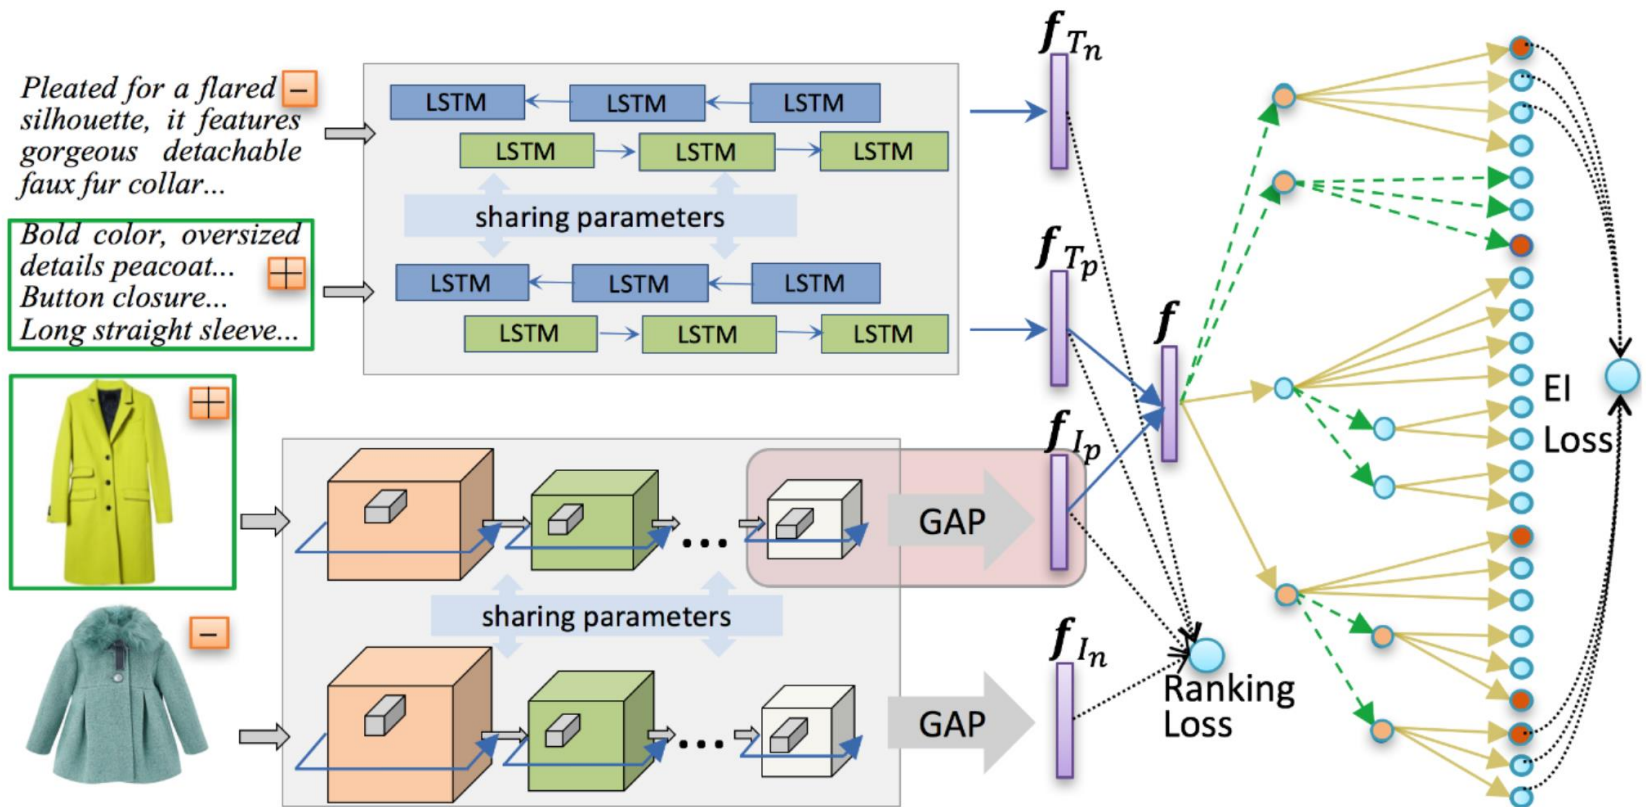 Pleated for a flared −
silhouette, it features
gorgeous detachable
faux fur collar...
Bold color, oversized
details peacoat... +
Button closure...
Long straight sleeve...
+
−
LSTM LSTM LSTM
LSTM LSTM LSTM
sharing parameters
LSTM LSTM LSTM
LSTM LSTM LSTM
... GAP
sharing parameters
... GAP
f_{T_n}
f_{T_p}
f_{I_p}
f_{I_n}
f
Ranking
Loss
EI
Loss